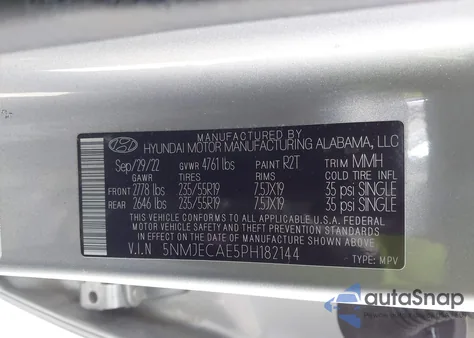 MANUFACTURED BY
HYUNDAI MOTOR MANUFACTURING ALABAMA, LLC
Sep/29/22 GVWR 4761 lbs PAINT R2T TRIM MMH
GAWR TIRES RIMS COLD TIRE INFL
FRONT 2778 lbs 235/55R19 7.5JX19 35 psi SINGLE
REAR 2646 lbs 235/55R19 7.5JX19 35 psi SINGLE
THIS VEHICLE CONFORMS TO ALL APPLICABLE U.S.A. FEDERAL
MOTOR VEHICLE SAFETY AND THEFT PREVENTION
STANDARDS IN EFFECT ON THE DATE OF MANUFACTURE SHOWN ABOVE
V.I.N 5NMJECAE5PH182144 TYPE: MPV
autoSnap